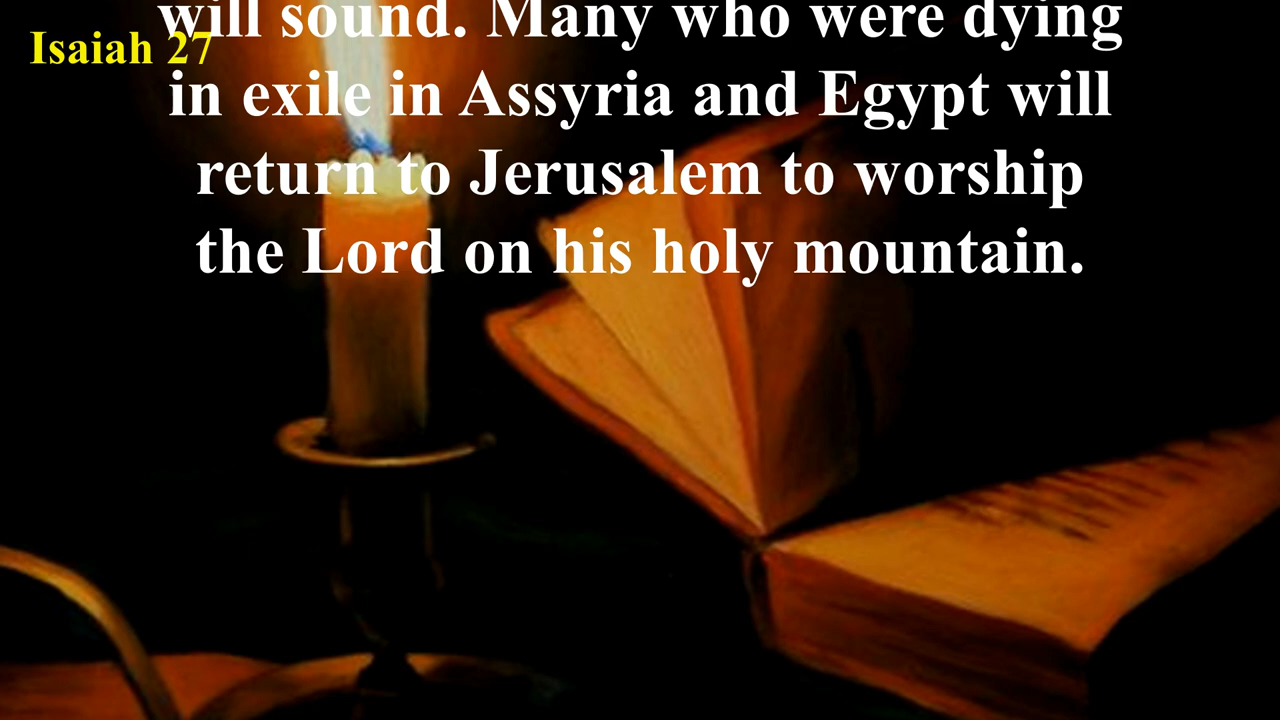 will sound. Many who were dying
Isaiah 27
in exile in Assyria and Egypt will
return to Jerusalem to worship
the Lord on his holy mountain.